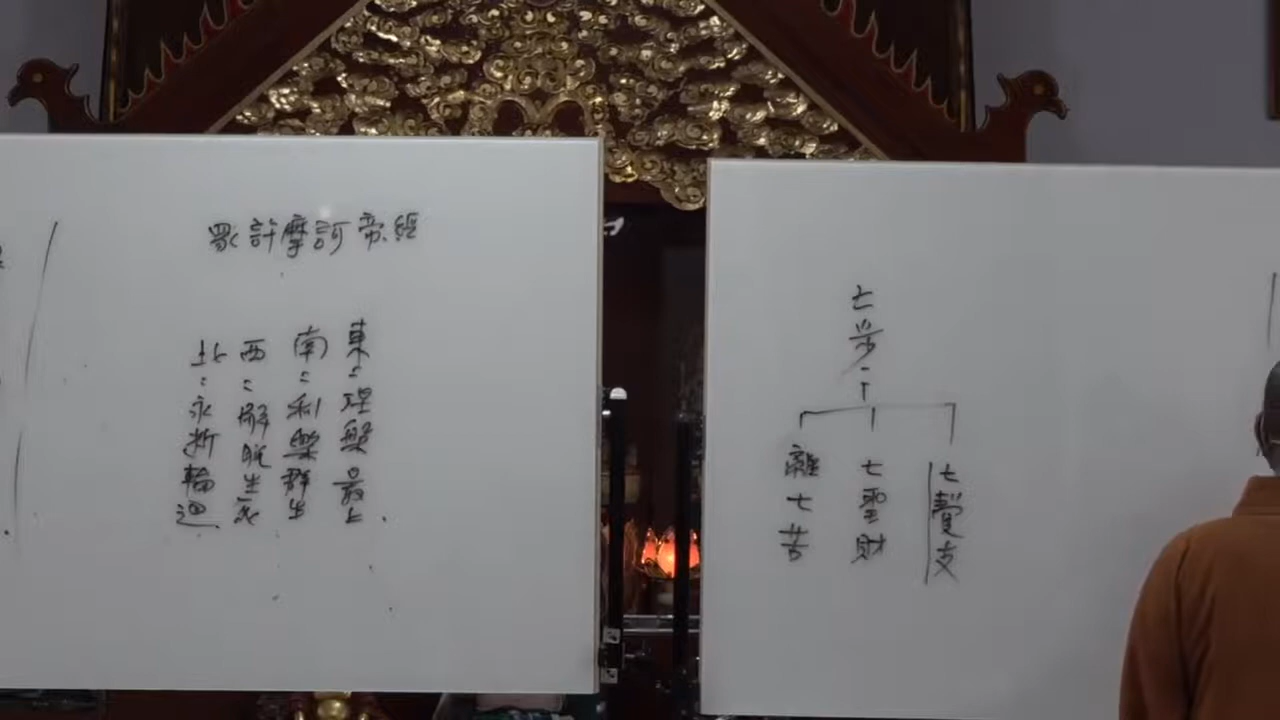 眾許摩訶帝經
東：涅槃最上
南：利樂群生
西：解脫生死
北：永斷輪迴
七步
七覺支
七聖財
離七苦